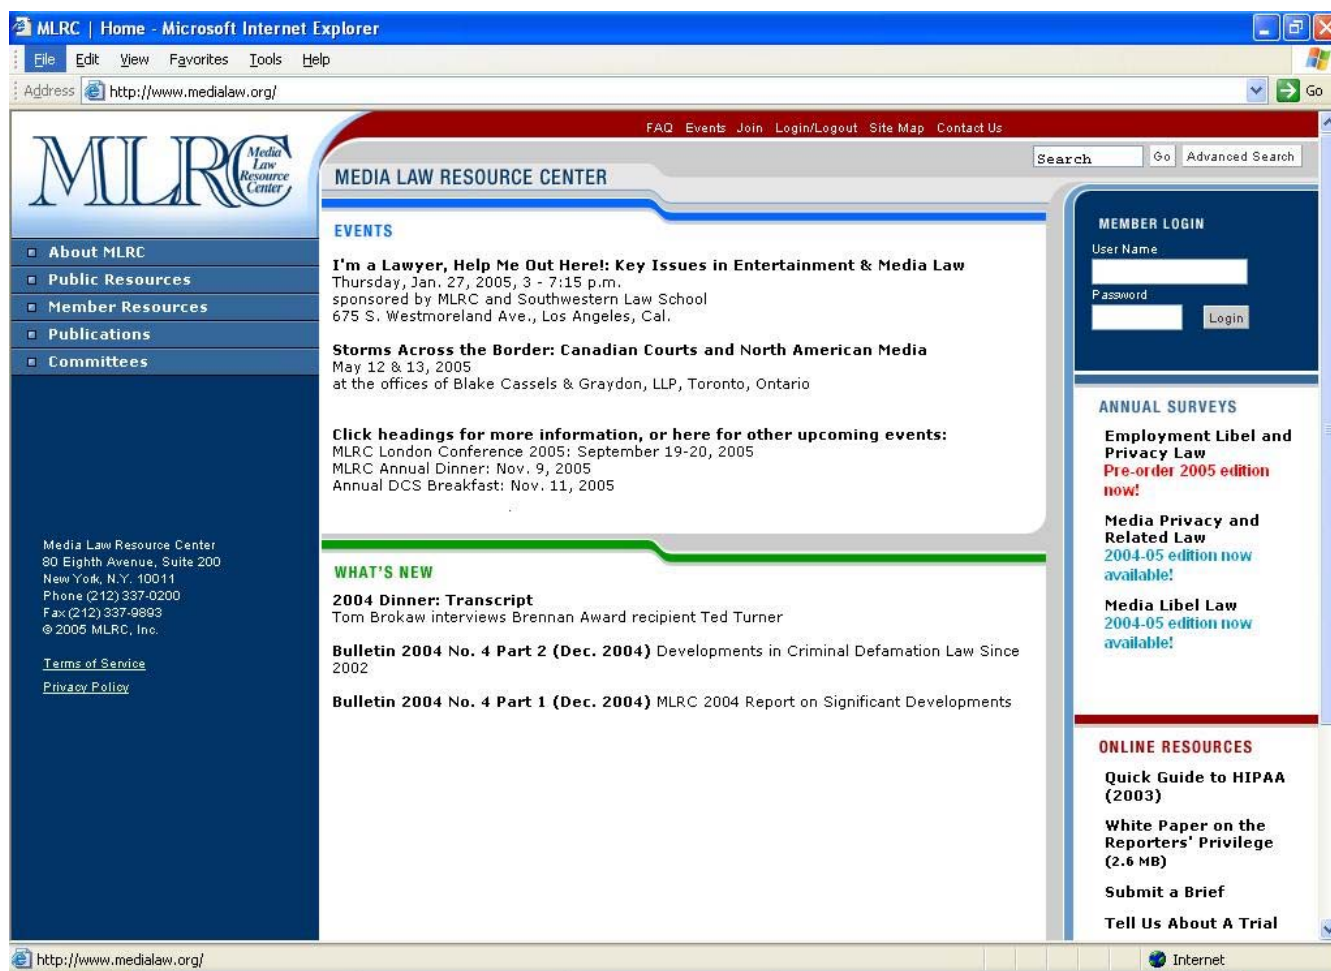 MLRC | Home - Microsoft Internet Explorer
File Edit View Favorites Tools Help
Address http://www.medialaw.org/ Go
FAQ Events Join Login/Logout Site Map Contact Us
Search Go Advanced Search
MLRC
Media
Law
Resource
Center
MEDIA LAW RESOURCE CENTER
About MLRC
Public Resources
Member Resources
Publications
Committees
Media Law Resource Center
80 Eighth Avenue, Suite 200
New York, N.Y. 10011
Phone (212) 337-0200
Fax (212) 337-9893
© 2005 MLRC, Inc.
Terms of Service
Privacy Policy
EVENTS
I'm a Lawyer, Help Me Out Here!: Key Issues in Entertainment & Media Law
Thursday, Jan. 27, 2005, 3 - 7:15 p.m.
sponsored by MLRC and Southwestern Law School
675 S. Westmoreland Ave., Los Angeles, Cal.
Storms Across the Border: Canadian Courts and North American Media
May 12 & 13, 2005
at the offices of Blake Cassels & Graydon, LLP, Toronto, Ontario
Click headings for more information, or here for other upcoming events:
MLRC London Conference 2005: September 19-20, 2005
MLRC Annual Dinner: Nov. 9, 2005
Annual DCS Breakfast: Nov. 11, 2005
WHAT'S NEW
2004 Dinner: Transcript
Tom Brokaw interviews Brennan Award recipient Ted Turner
Bulletin 2004 No. 4 Part 2 (Dec. 2004) Developments in Criminal Defamation Law Since
2002
Bulletin 2004 No. 4 Part 1 (Dec. 2004) MLRC 2004 Report on Significant Developments
MEMBER LOGIN
User Name
Password
Login
ANNUAL SURVEYS
Employment Libel and
Privacy Law
Pre-order 2005 edition
now!
Media Privacy and
Related Law
2004-05 edition now
available!
Media Libel Law
2004-05 edition now
available!
ONLINE RESOURCES
Quick Guide to HIPAA
(2003)
White Paper on the
Reporters' Privilege
(2.6 MB)
Submit a Brief
Tell Us About A Trial
http://www.medialaw.org/ Internet